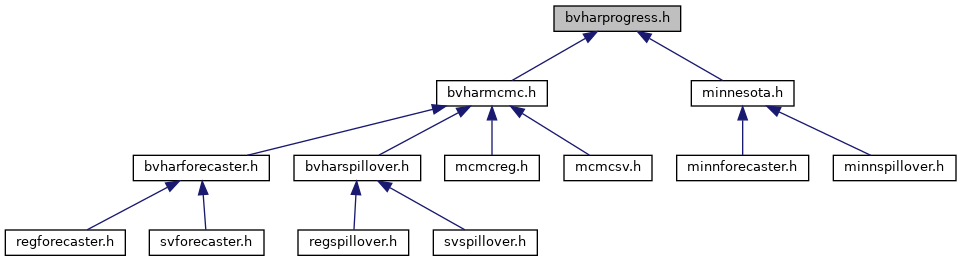 bvharprogress.h
bvharmcmc.h
minnesota.h
bvharforecaster.h
bvharspillover.h
mcmcreg.h
mcmcsv.h
minnforecaster.h
minnspillover.h
regforecaster.h
svforecaster.h
regspillover.h
svspillover.h